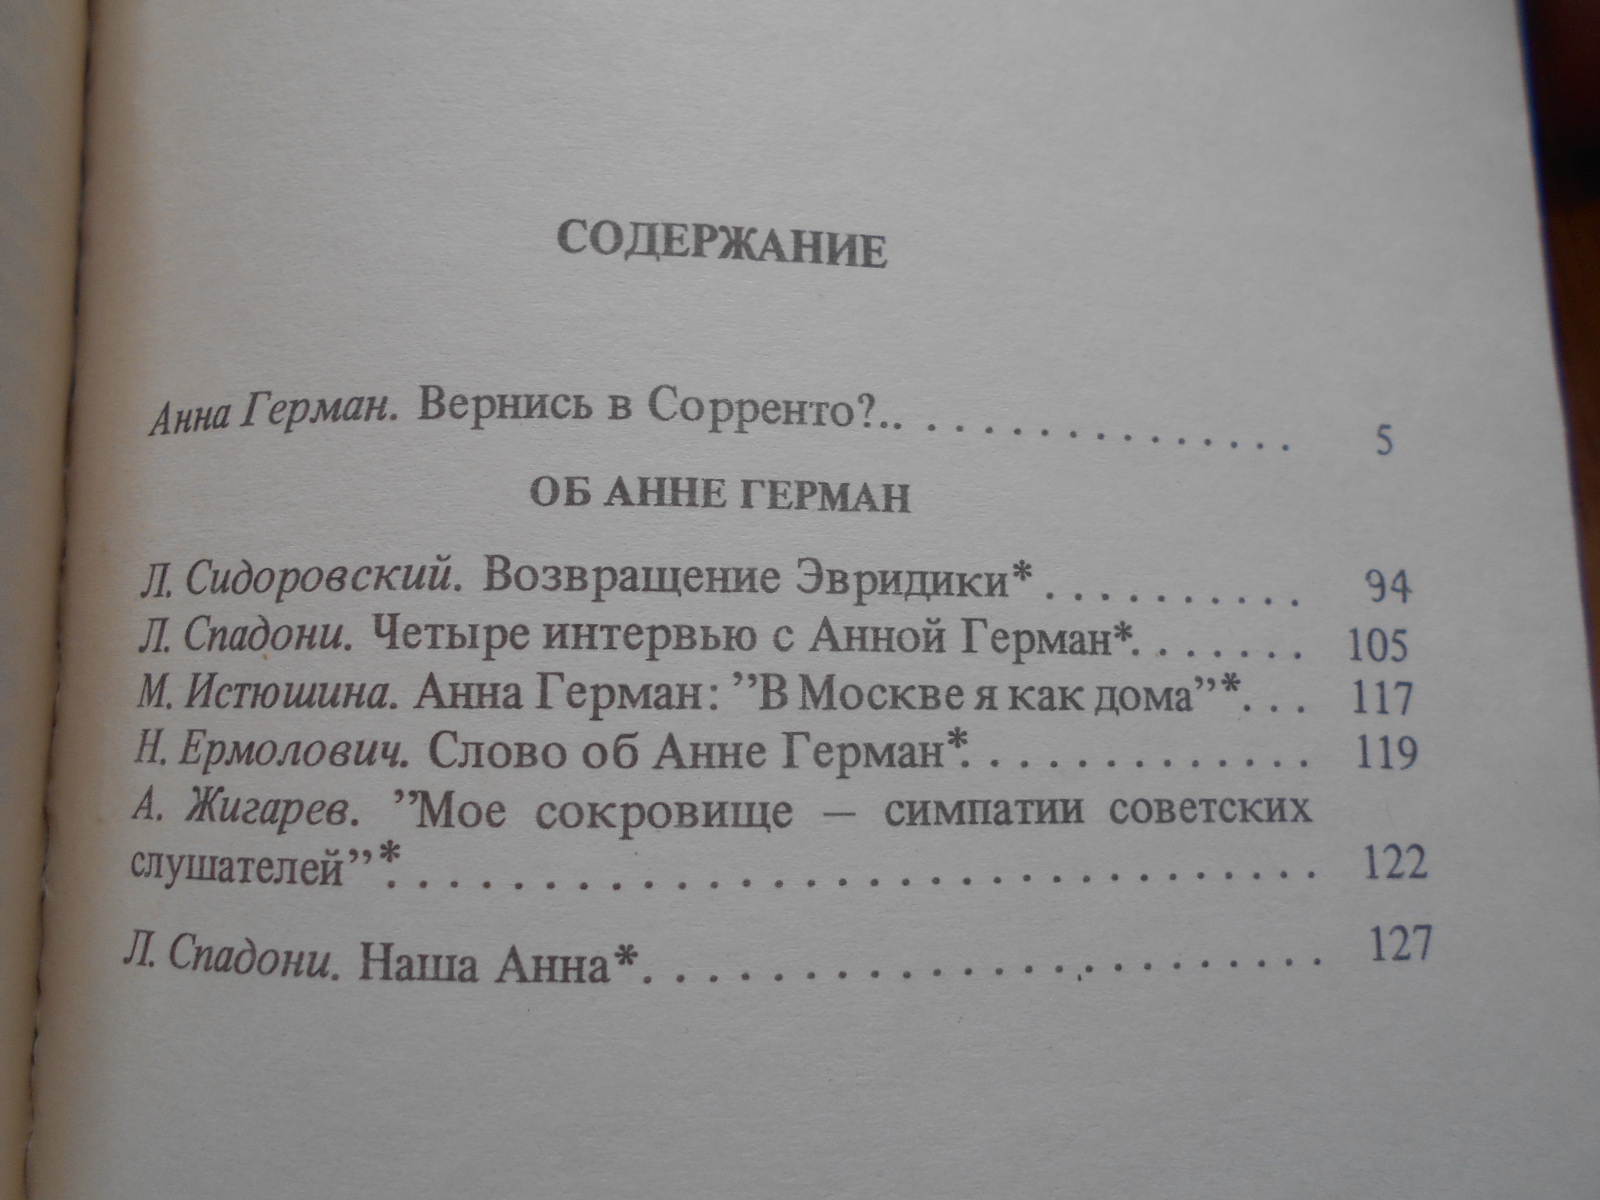 СОДЕРЖАНИЕ
Анна Герман. Вернись в Сорренто?.. . . . . . . . . . . . . . . 5
ОБ АННЕ ГЕРМАН
Л. Сидоровский. Возвращение Эвридики* . . . . . . . . . . 94
Л. Спадони. Четыре интервью с Анной Герман*. . . . . . . 105
М. Истюшина. Анна Герман: ”В Москве я как дома”*. . . 117
Н. Ермолович. Слово об Анне Герман*. . . . . . . . . . . . . 119
А. Жигарев. ”Мое сокровище — симпатии советских
слушателей”*. . . . . . . . . . . . . . . . . . . . . . . . . . . . . 122
Л. Спадони. Наша Анна*. . . . . . . . . . . . . . . . . . . . . . 127